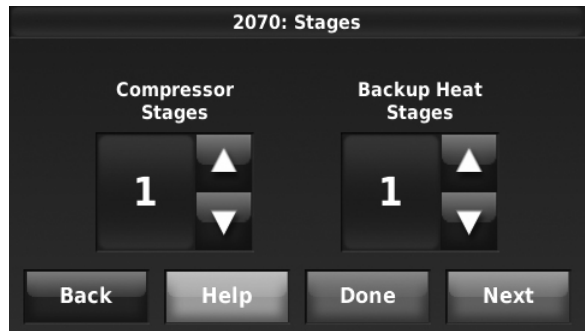 2070: Stages
Compressor
Stages
Backup Heat
Stages
1
1
Back
Help
Done
Next